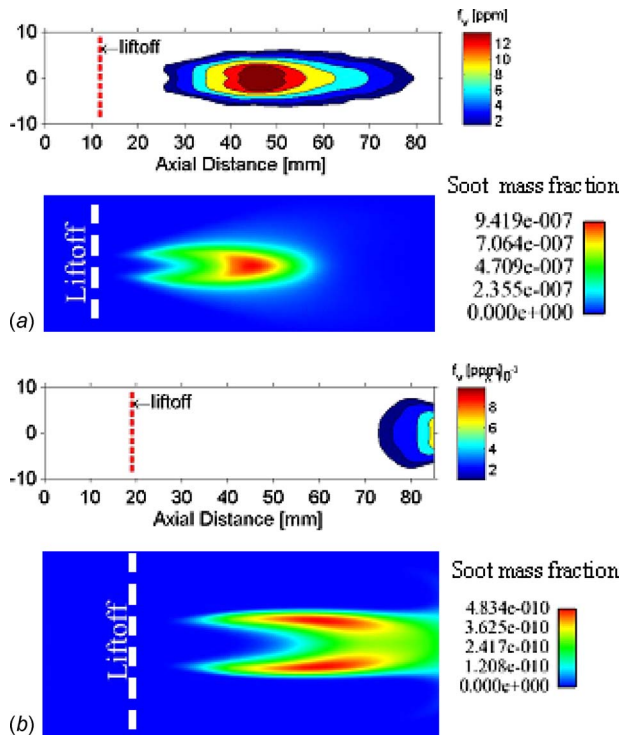 10
0
-10
liftoff
0 10 20 30 40 50 60 70 80
Axial Distance [mm]
fv [ppm]
12
10
8
6
4
2
Liftoff
(a)
Soot mass fraction
9.419e-007
7.064e-007
4.709e-007
2.355e-007
0.000e+000
10
0
-10
liftoff
0 10 20 30 40 50 60 70 80
Axial Distance [mm]
fv [ppm] × 10-3
8
6
4
2
Liftoff
(b)
Soot mass fraction
4.834e-010
3.625e-010
2.417e-010
1.208e-010
0.000e+000